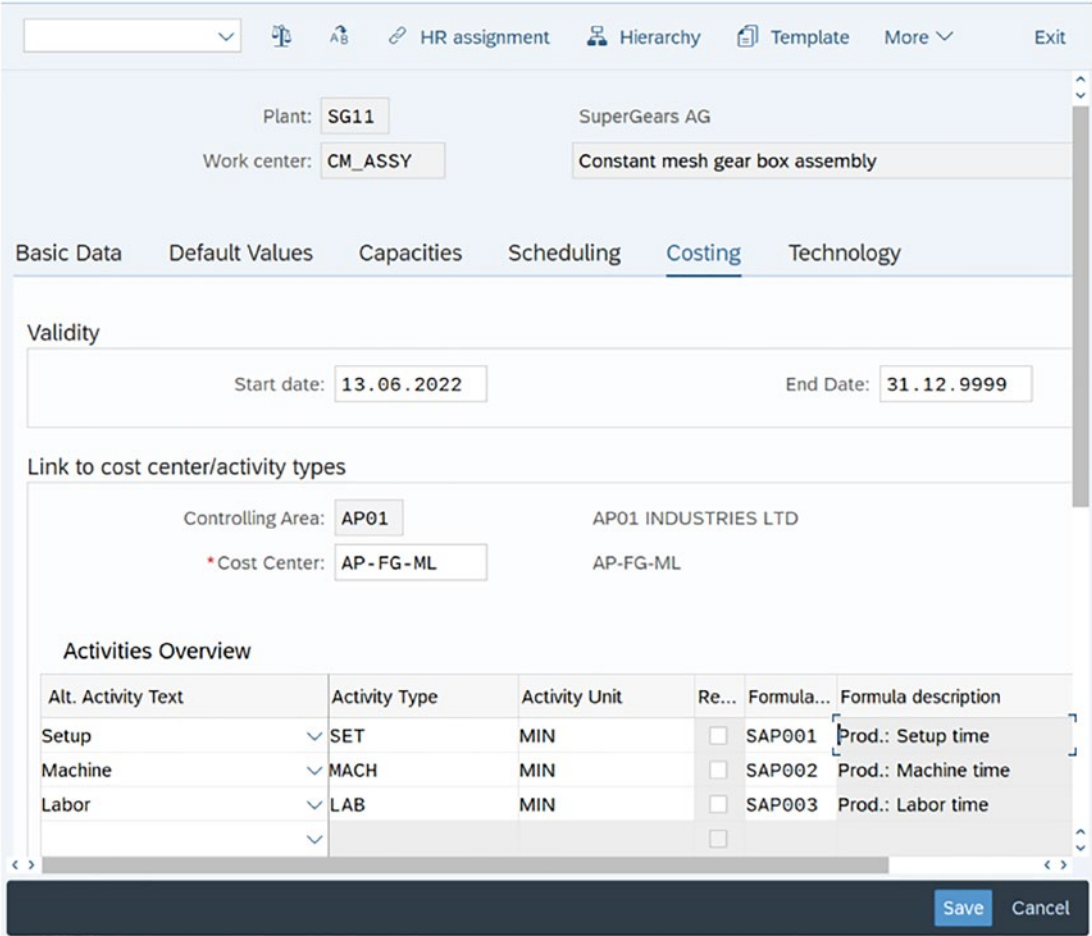 HR assignment Hierarchy Template More Exit
Plant: SG11 SuperGears AG
Work center: CM_ASSY Constant mesh gear box assembly
Basic Data Default Values Capacities Scheduling Costing Technology
Validity
Start date: 13.06.2022 End Date: 31.12.9999
Link to cost center/activity types
Controlling Area: AP01 AP01 INDUSTRIES LTD
*Cost Center: AP-FG-ML AP-FG-ML
Activities Overview
Alt. Activity Text Activity Type Activity Unit Re... Formula... Formula description
Setup SET MIN SAP001 Prod.: Setup time
Machine MACH MIN SAP002 Prod.: Machine time
Labor LAB MIN SAP003 Prod.: Labor time
Save Cancel